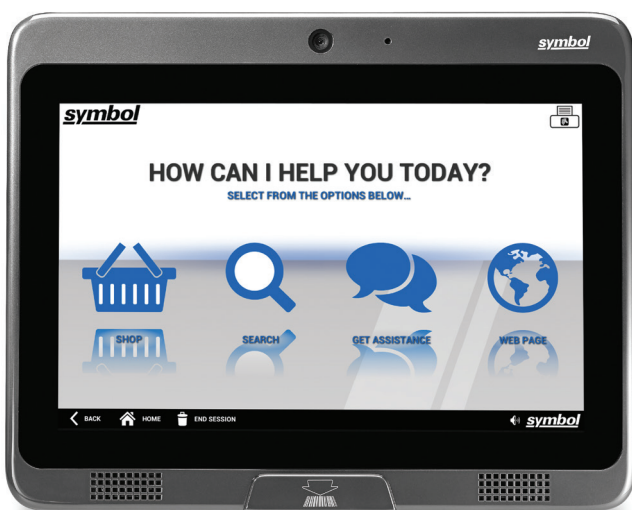 symbol
symbol
HOW CAN I HELP YOU TODAY?
SELECT FROM THE OPTIONS BELOW...
SHOP
SEARCH
GET ASSISTANCE
WEB PAGE
BACK
HOME
END SESSION
symbol